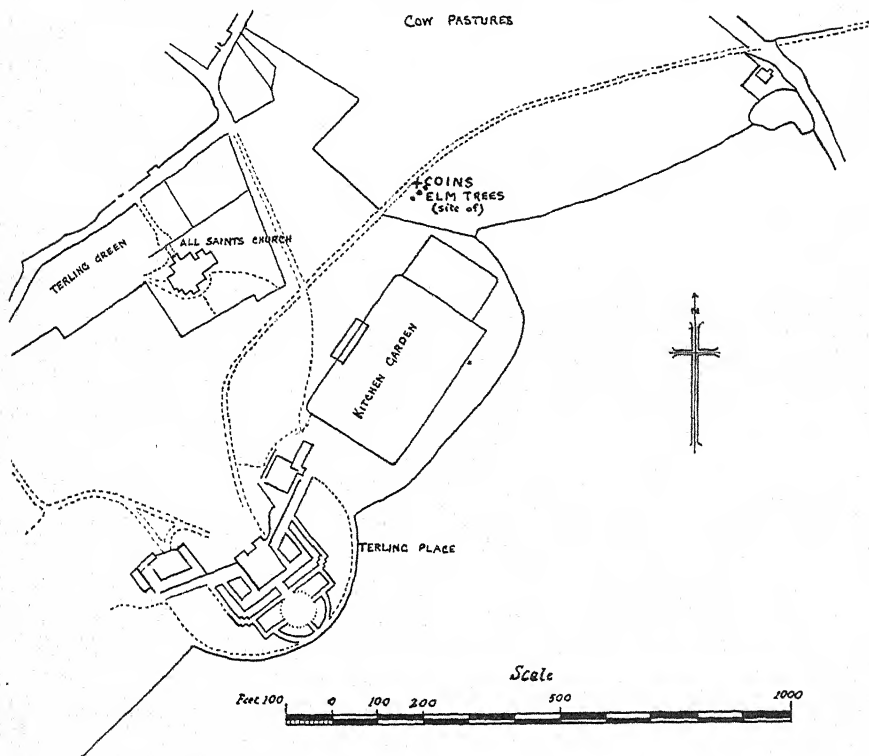 COW PASTURES
COINS
ELM TREES
(site of)
ALL SAINTS CHURCH
TERLING GREEN
N
KITCHEN GARDEN
TERLING PLACE
Scale
Feet 100 0 100 200 500 1000